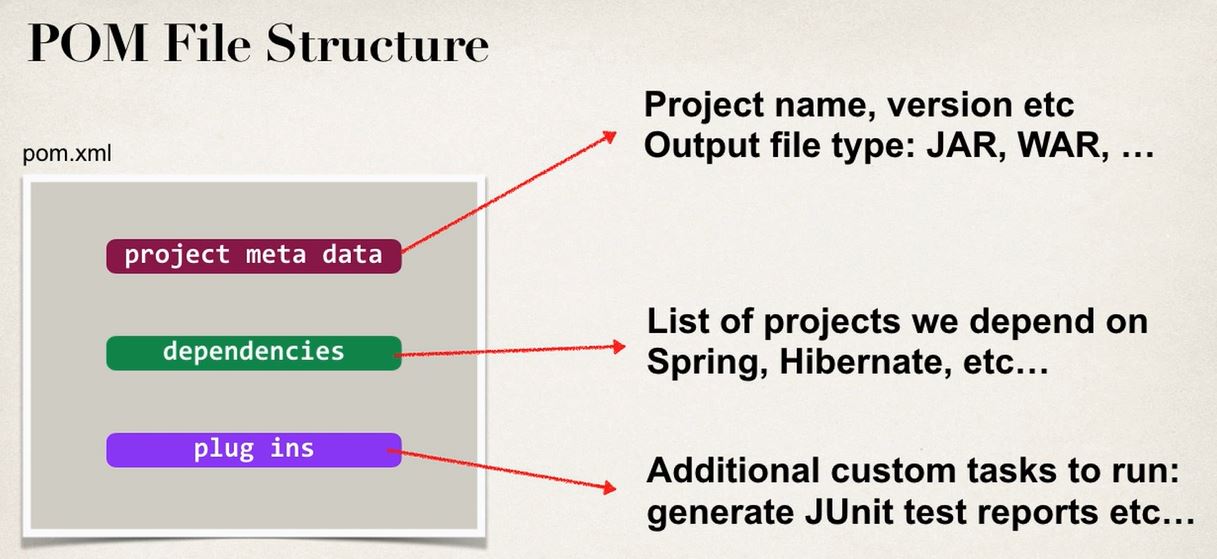 POM File Structure
pom.xml
project meta data
Project name, version etc
Output file type: JAR, WAR, …
dependencies
List of projects we depend on
Spring, Hibernate, etc…
plug ins
Additional custom tasks to run:
generate JUnit test reports etc…